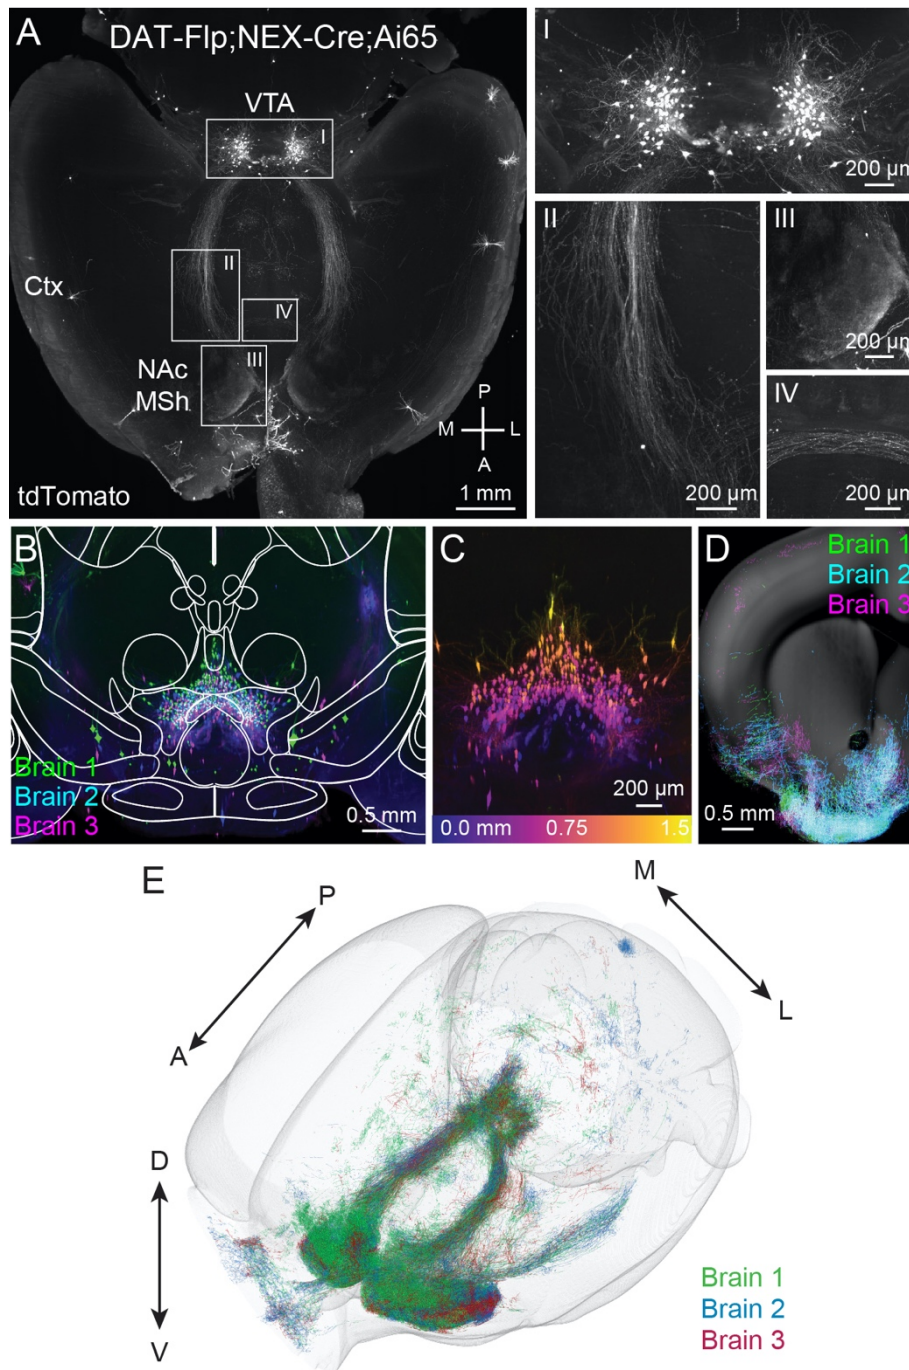 A
DAT-Flp;NEX-Cre;Ai65
VTA
I
II
IV
III
Ctx
NAc
MSh
P
M
L
A
tdTomato
1 mm
I
200 µm
II
200 µm
III
200 µm
IV
200 µm
B
Brain 1
Brain 2
Brain 3
0.5 mm
C
200 µm
0.0 mm 0.75 1.5
D
Brain 1
Brain 2
Brain 3
0.5 mm
E
P
A
M
L
D
V
Brain 1
Brain 2
Brain 3